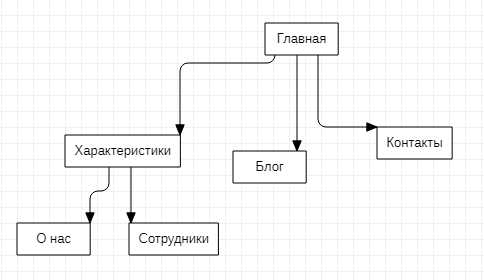 Главная
Характеристики
Блог
Контакты
О нас
Сотрудники